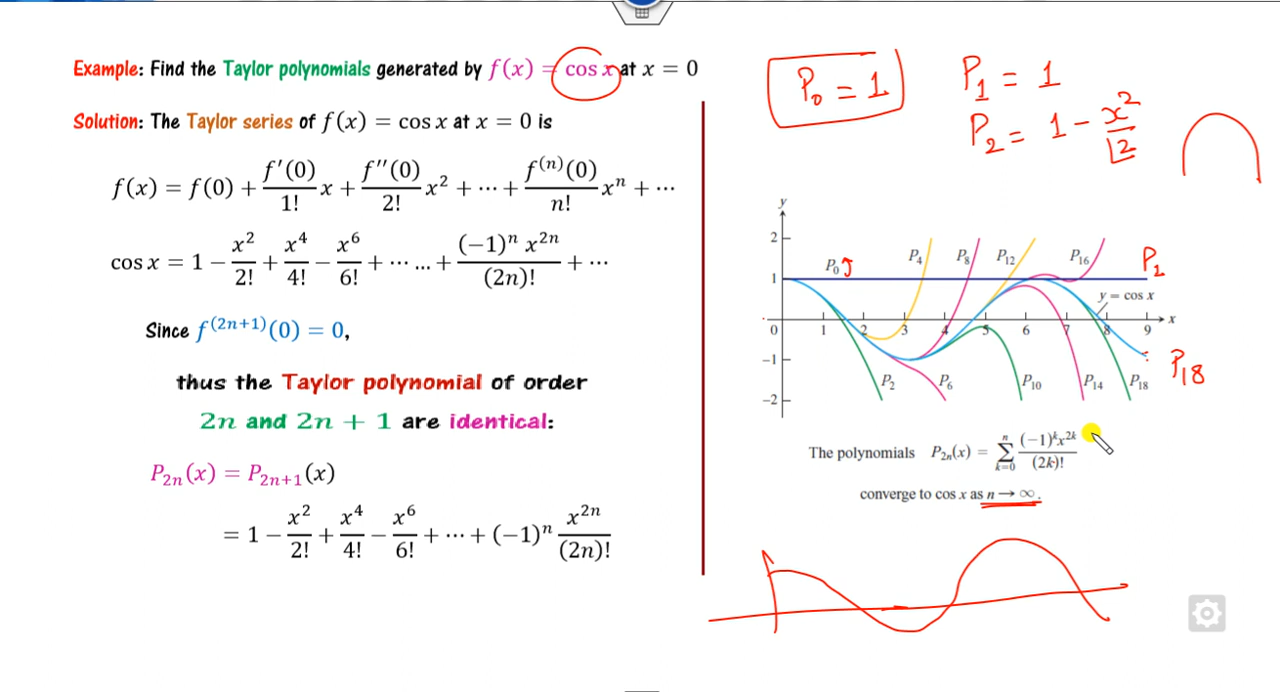 Example: Find the Taylor polynomials generated by f(x) = cos x at x = 0
Solution: The Taylor series of f(x) = cos x at x = 0 is
f(x) = f(0) + f′(0)/1! x + f″(0)/2! x² + ⋯ + f⁽ⁿ⁾(0)/n! xⁿ + ⋯
cos x = 1 − x²/2! + x⁴/4! − x⁶/6! + ⋯ … + (−1)ⁿ x²ⁿ/(2n)! + ⋯
Since f⁽²ⁿ⁺¹⁾(0) = 0,
thus the Taylor polynomial of order
2n and 2n + 1 are identical:
P₂ₙ(x) = P₂ₙ₊₁(x)
= 1 − x²/2! + x⁴/4! − x⁶/6! + ⋯ + (−1)ⁿ x²ⁿ/(2n)!
P₀ = 1
P₁ = 1
P₂ = 1 − x²/⌊2
y
2
1
0
−1
−2
P₀
P₄
P₈
P₁₂
P₁₆
P₁
y = cos x
1 2 3 4 5 6 7 8 9 x
P₂
P₆
P₁₀
P₁₄
P₁₈
P₁₈
The polynomials P₂ₙ(x) = ∑ₖ₌₀ⁿ (−1)ᵏx²ᵏ/(2k)!
converge to cos x as n → ∞.